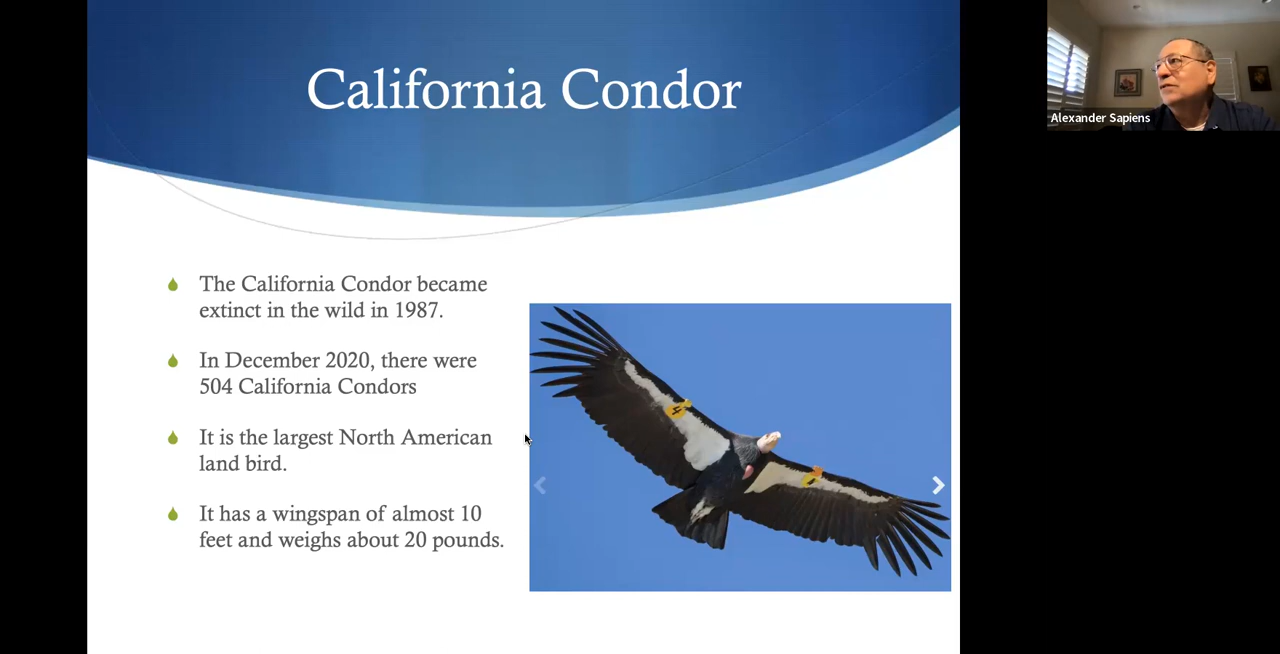 California Condor
Alexander Sapiens
The California Condor became
extinct in the wild in 1987.
In December 2020, there were
504 California Condors
It is the largest North American
land bird.
It has a wingspan of almost 10
feet and weighs about 20 pounds.
4